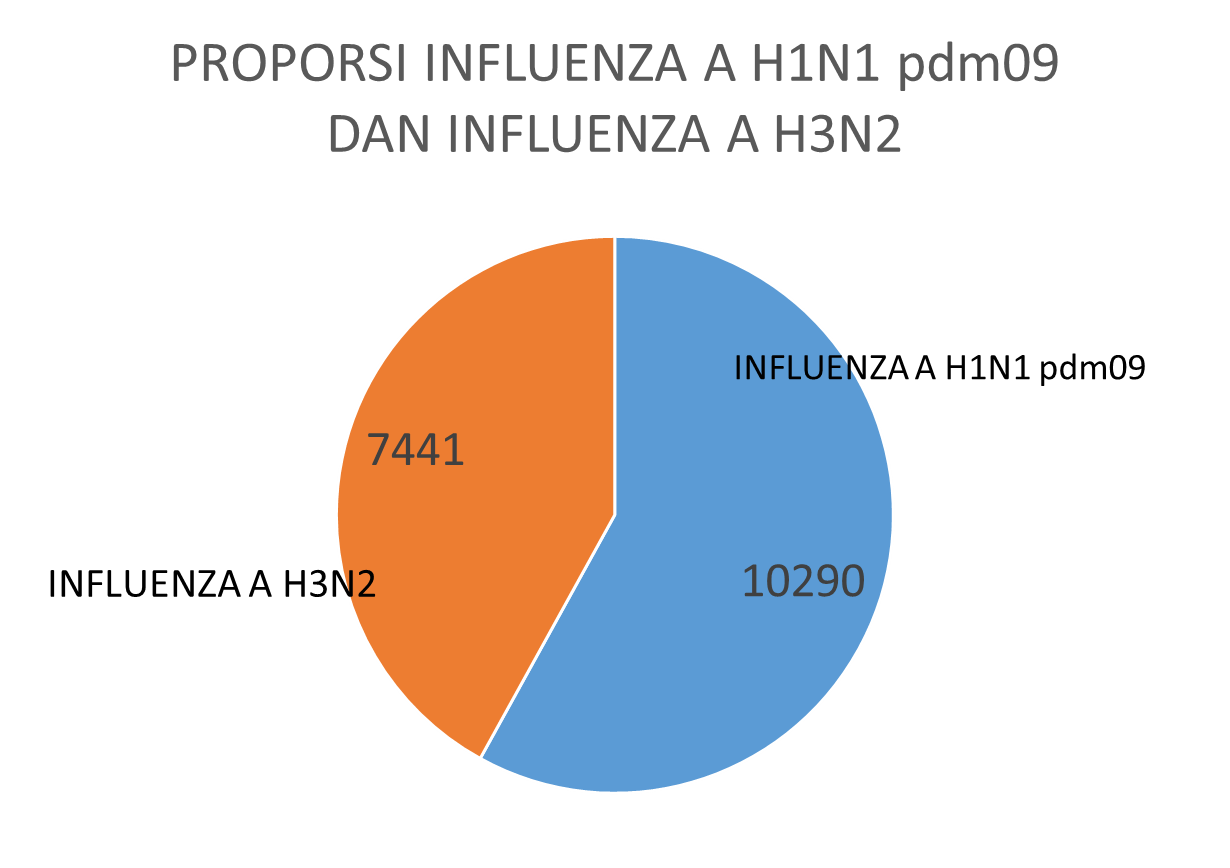 PROPORSI INFLUENZA A H1N1 pdm09
DAN INFLUENZA A H3N2
INFLUENZA A H1N1 pdm09
7441
INFLUENZA A H3N2
10290